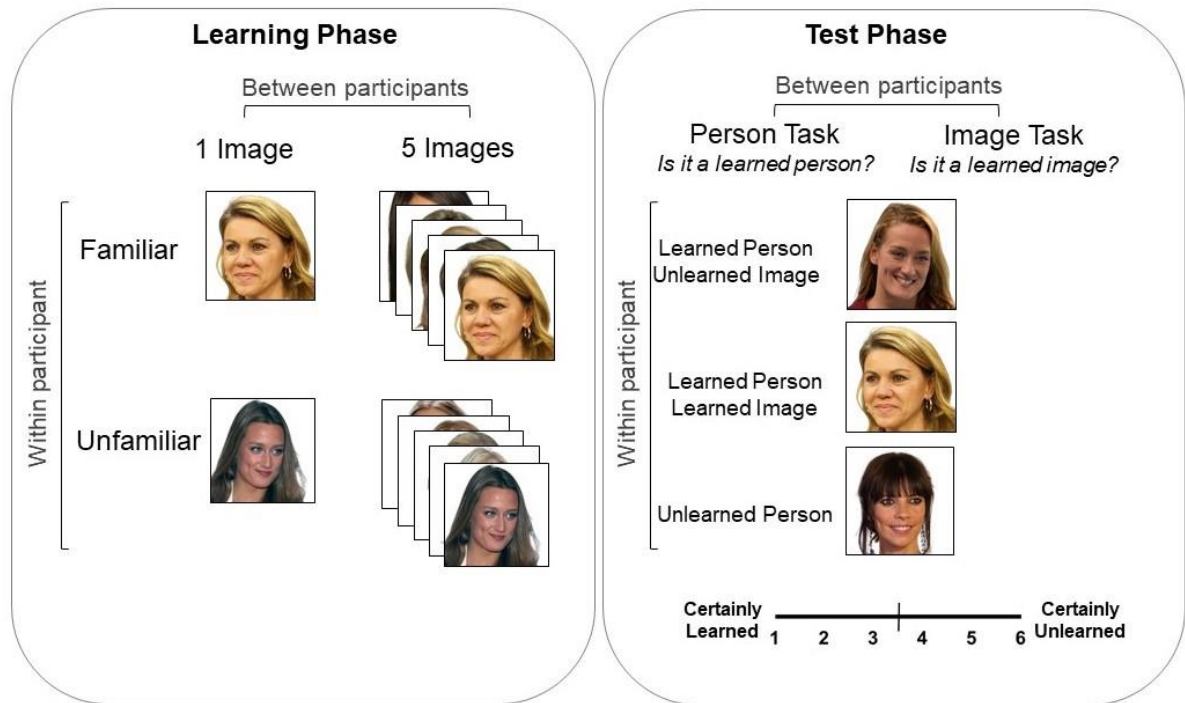 Learning Phase
Between participants
1 Image
5 Images
Within participant
Familiar
Unfamiliar
Test Phase
Between participants
Person Task
Is it a learned person?
Image Task
Is it a learned image?
Within participant
Learned Person
Unlearned Image
Learned Person
Learned Image
Unlearned Person
Certainly
Learned
1 2 3 4 5 6
Certainly
Unlearned